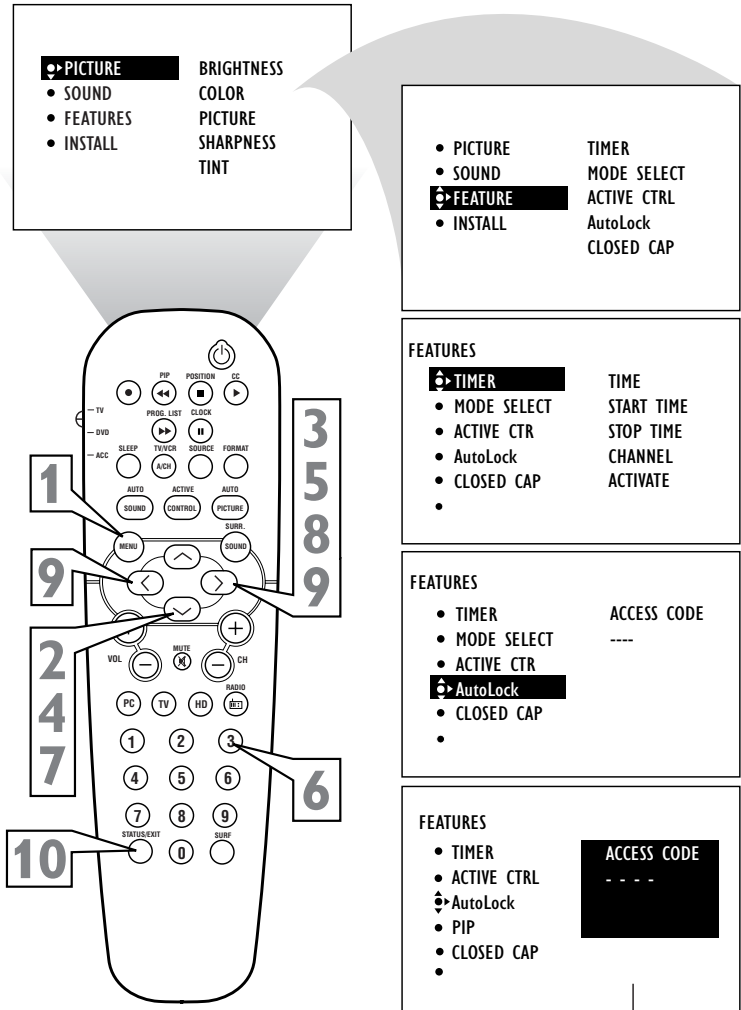 PICTURE BRIGHTNESS
SOUND COLOR
FEATURES PICTURE
INSTALL SHARPNESS
TINT
PICTURE TIMER
SOUND MODE SELECT
FEATURE ACTIVE CTRL
INSTALL AutoLock
CLOSED CAP
FEATURES
TIMER TIME
MODE SELECT START TIME
ACTIVE CTR STOP TIME
AutoLock CHANNEL
CLOSED CAP ACTIVATE
FEATURES
TIMER ACCESS CODE
MODE SELECT ----
ACTIVE CTR
AutoLock
CLOSED CAP
FEATURES
TIMER ACCESS CODE
ACTIVE CTRL - - - -
AutoLock
PIP
CLOSED CAP
PIP POSITION CC
TV
DVD
ACC
PROG. LIST CLOCK
SLEEP TV/VCR SOURCE FORMAT
A/CH
AUTO ACTIVE AUTO
SOUND CONTROL PICTURE
SURR.
MENU SOUND
MUTE
VOL CH
RADIO
PC TV HD
1 2 3
4 5 6
7 8 9
STATUS/EXIT SURF
0
1
9
2
4
7
10
3
5
8
9
6